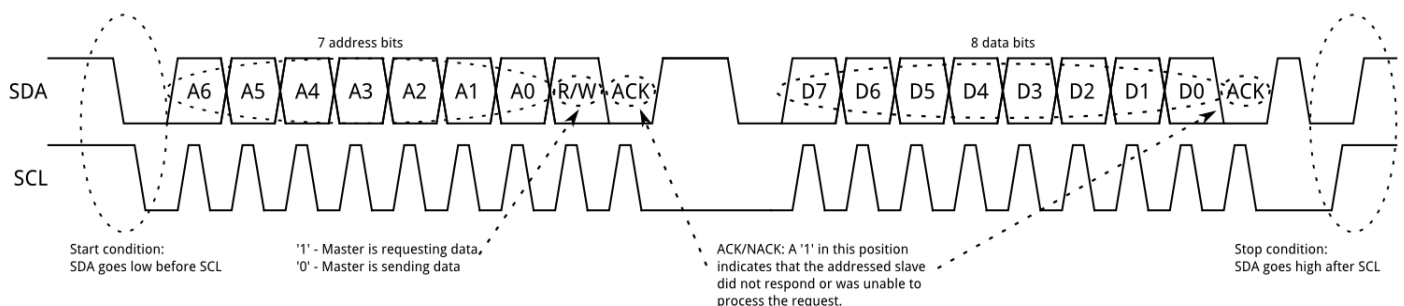 7 address bits
8 data bits
SDA
A6 A5 A4 A3 A2 A1 A0 R/W ACK
D7 D6 D5 D4 D3 D2 D1 D0 ACK
SCL
Start condition:
SDA goes low before SCL
'1' - Master is requesting data
'0' - Master is sending data
ACK/NACK: A '1' in this position
indicates that the addressed slave
did not respond or was unable to
process the request.
Stop condition:
SDA goes high after SCL